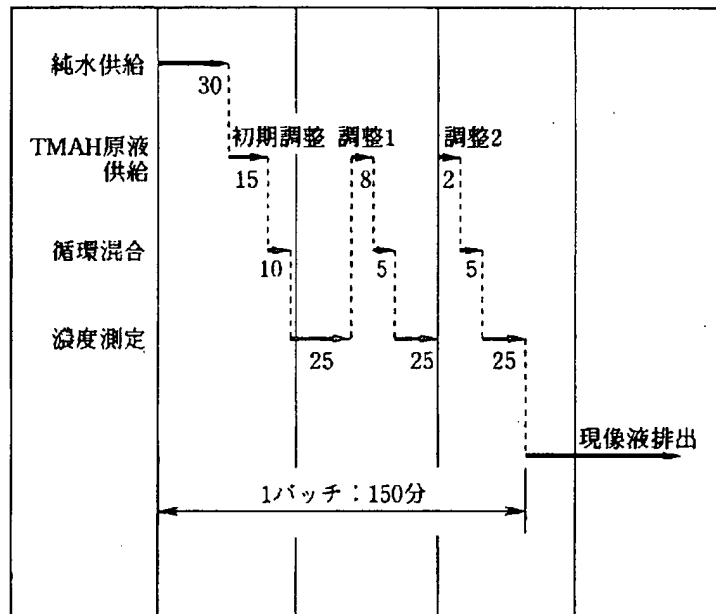 純水供給
30
TMAH原液
供給
初期調整 調整1 調整2
15 8 2
循環混合
10 5 5
濃度測定
25 25 25
現像液排出
1バッチ:150分